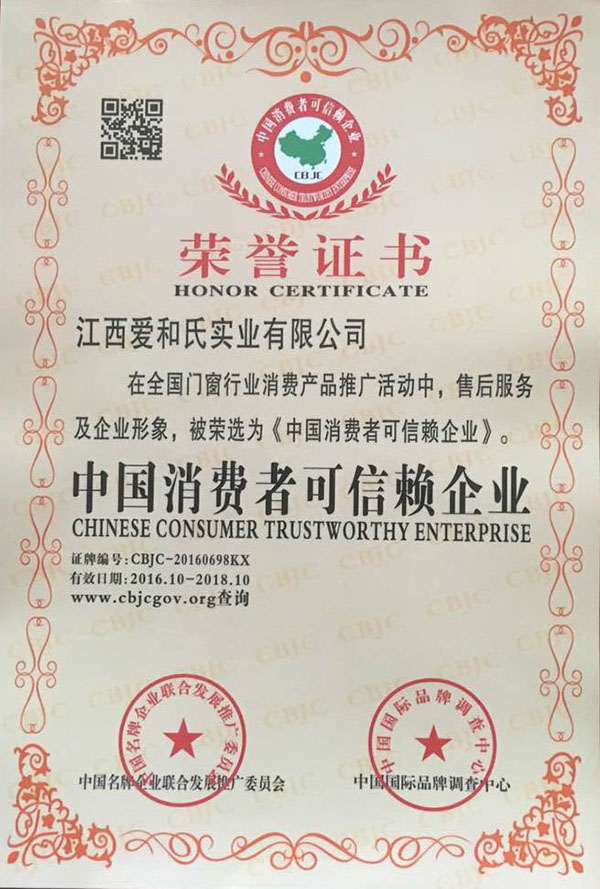 中国消费者可信赖企业
CBJC
CHINESE CONSUMER TRUSTWORTHY ENTERPRISE
荣誉证书
HONOR CERTIFICATE
江西爱和氏实业有限公司
在全国门窗行业消费产品推广活动中，售后服务
及企业形象，被荣选为《中国消费者可信赖企业》。
中国消费者可信赖企业
CHINESE CONSUMER TRUSTWORTHY ENTERPRISE
证牌编号:CBJC-20160698KX
有效日期:2016.10-2018.10
www.cbjcgov.org查询
中国名牌企业联合发展推广委员会
中国国际品牌调查中心
中国名牌企业联合发展推广委员会
中国国际品牌调查中心